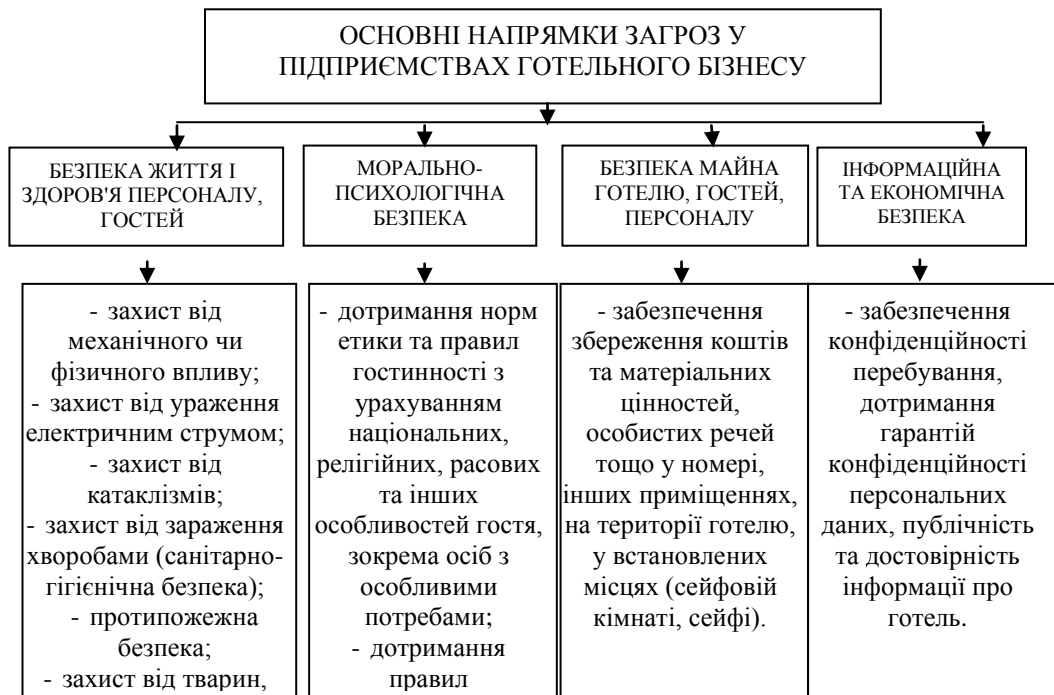 ОСНОВНІ НАПРЯМКИ ЗАГРОЗ У
ПІДПРИЄМСТВАХ ГОТЕЛЬНОГО БІЗНЕСУ
БЕЗПЕКА ЖИТТЯ І
ЗДОРОВ'Я ПЕРСОНАЛУ,
ГОСТЕЙ
МОРАЛЬНО-
ПСИХОЛОГІЧНА
БЕЗПЕКА
БЕЗПЕКА МАЙНА
ГОТЕЛЮ, ГОСТЕЙ,
ПЕРСОНАЛУ
ІНФОРМАЦІЙНА
ТА ЕКОНОМІЧНА
БЕЗПЕКА
- захист від
механічного чи
фізичного впливу;
- захист від ураження
електричним струмом;
- захист від
катаклізмів;
- захист від зараження
хворобами (санітарно-
гігієнічна безпека);
- протипожежна
безпека;
- захист від тварин,
- дотримання норм
етики та правил
гостинності з
урахуванням
національних,
релігійних, расових
та інших
особливостей гостя,
зокрема осіб з
особливими
потребами;
- дотримання
правил
- забезпечення
збереження коштів
та матеріальних
цінностей,
особистих речей
тощо у номері,
інших приміщеннях,
на території готелю,
у встановлених
місцях (сейфовій
кімнаті, сейфі).
- забезпечення
конфіденційності
перебування,
дотримання
гарантій
конфіденційності
персональних
даних, публічність
та достовірність
інформації про
готель.